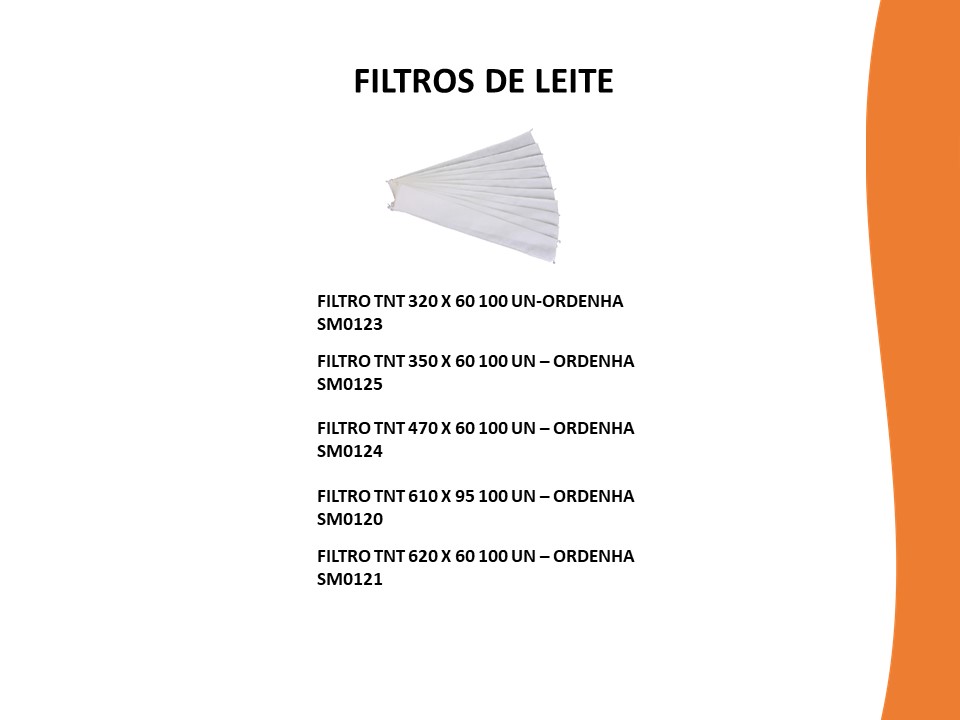 FILTROS DE LEITE
FILTRO TNT 320 X 60 100 UN-ORDENHA
SM0123
FILTRO TNT 350 X 60 100 UN – ORDENHA
SM0125
FILTRO TNT 470 X 60 100 UN – ORDENHA
SM0124
FILTRO TNT 610 X 95 100 UN – ORDENHA
SM0120
FILTRO TNT 620 X 60 100 UN – ORDENHA
SM0121